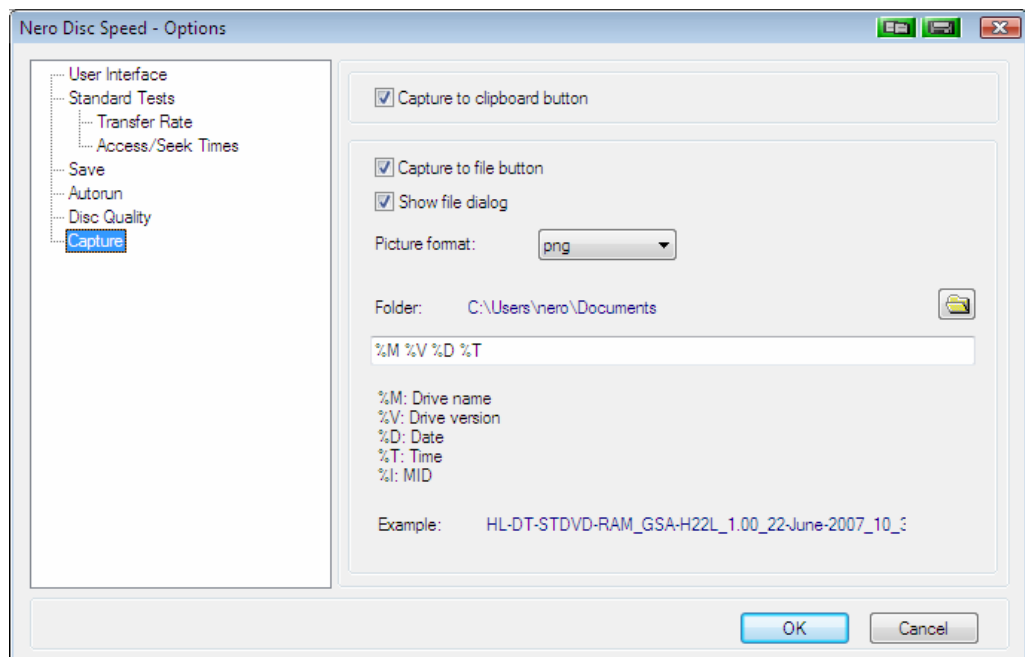 Nero Disc Speed - Options
User Interface
Standard Tests
Transfer Rate
Access/Seek Times
Save
Autorun
Disc Quality
Capture
Capture to clipboard button
Capture to file button
Show file dialog
Picture format: png
Folder: C:\Users\nero\Documents
%M %V %D %T
%M: Drive name
%V: Drive version
%D: Date
%T: Time
%I: MID
Example: HL-DT-STDVD-RAM_GSA-H22L_1.00_22-June-2007_10_3
OK Cancel